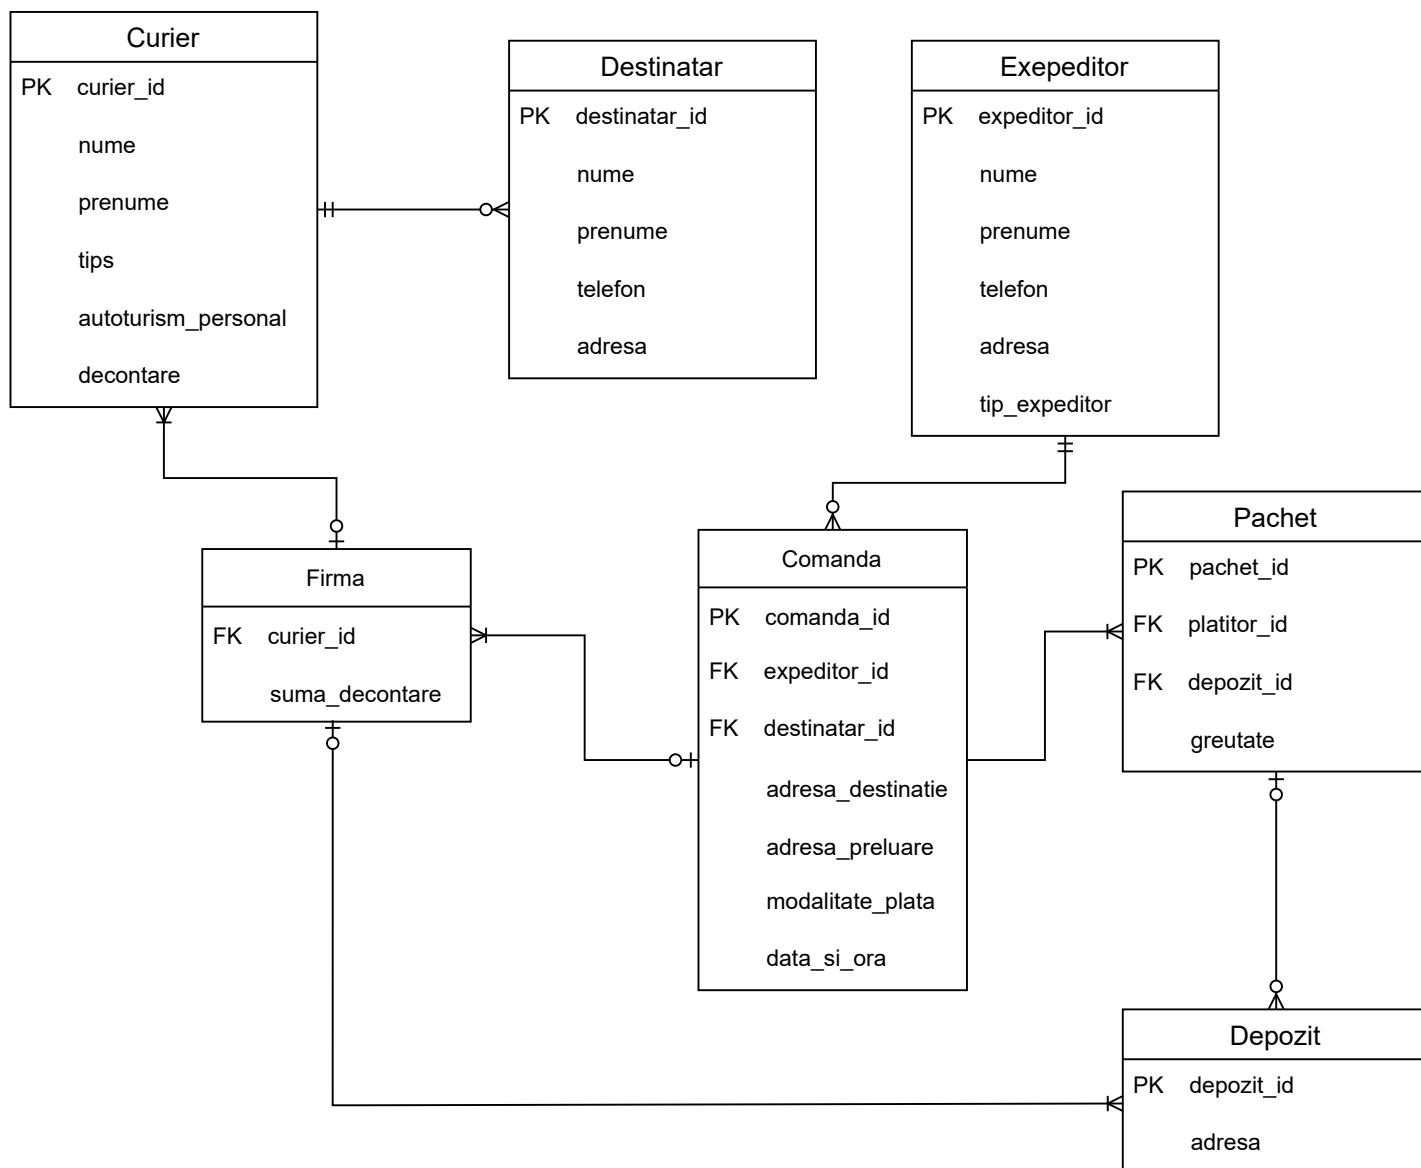 Curier
PK curier_id
nume
prenume
tips
autoturism_personal
decontare
Destinatar
PK destinatar_id
nume
prenume
telefon
adresa
Exepeditor
PK expeditor_id
nume
prenume
telefon
adresa
tip_expeditor
Firma
FK curier_id
suma_decontare
Comanda
PK comanda_id
FK expeditor_id
FK destinatar_id
adresa_destinatie
adresa_preluare
modalitate_plata
data_si_ora
Pachet
PK pachet_id
FK platitor_id
FK depozit_id
greutate
Depozit
PK depozit_id
adresa